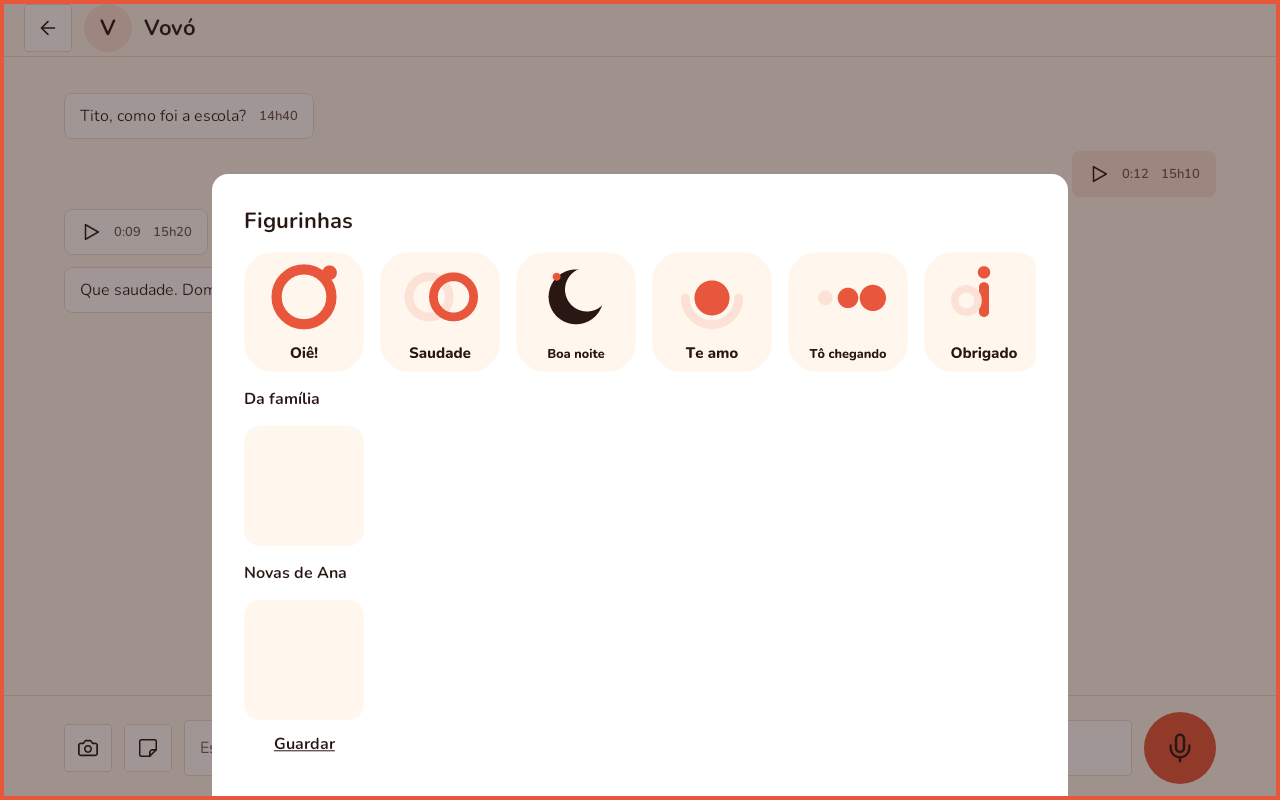 V Vovó
Tito, como foi a escola? 14h40
0:12 15h10
0:09 15h20
Que saudade. Dom
Figurinhas
Oiê!
Saudade
Boa noite
Te amo
Tô chegando
Obrigado
Da família
Novas de Ana
Guardar
Es